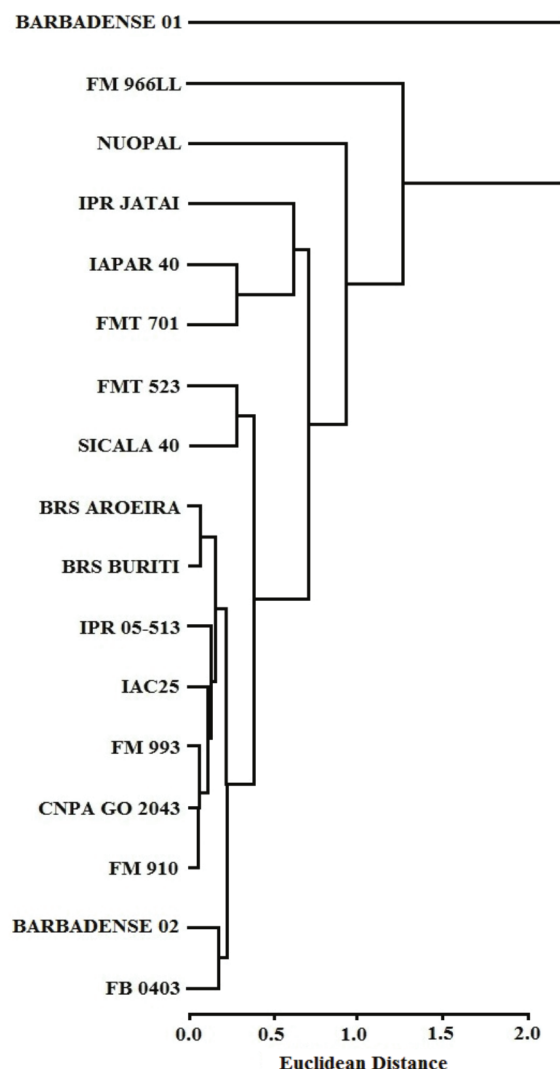 BARBADENSE 01
FM 966LL
NUOPAL
IPR JATAI
IAPAR 40
FMT 701
FMT 523
SICALA 40
BRS AROEIRA
BRS BURITI
IPR 05-513
IAC25
FM 993
CNPA GO 2043
FM 910
BARBADENSE 02
FB 0403
0.0 0.5 1.0 1.5 2.0
Euclidean Distance